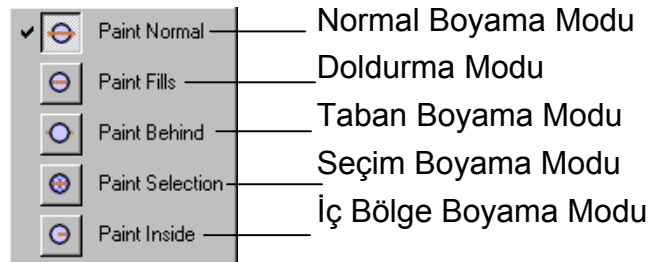 Paint Normal Normal Boyama Modu
Paint Fills Doldurma Modu
Paint Behind Taban Boyama Modu
Paint Selection Seçim Boyama Modu
Paint Inside İç Bölge Boyama Modu